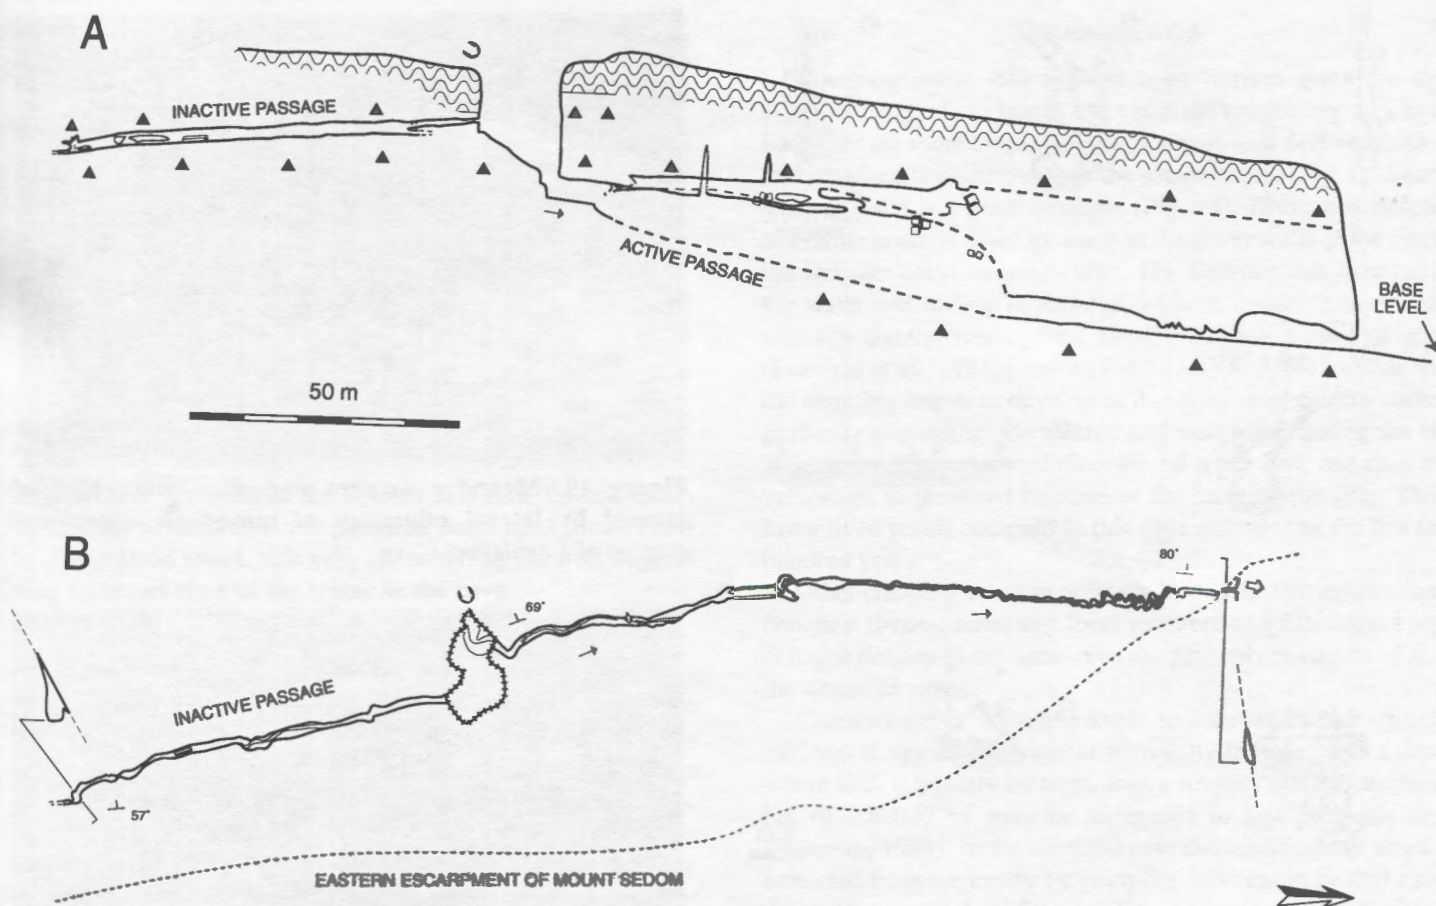 A
INACTIVE PASSAGE
ACTIVE PASSAGE
BASE
LEVEL
50 m
B
80°
69°
INACTIVE PASSAGE
57°
EASTERN ESCARPMENT OF MOUNT SEDOM